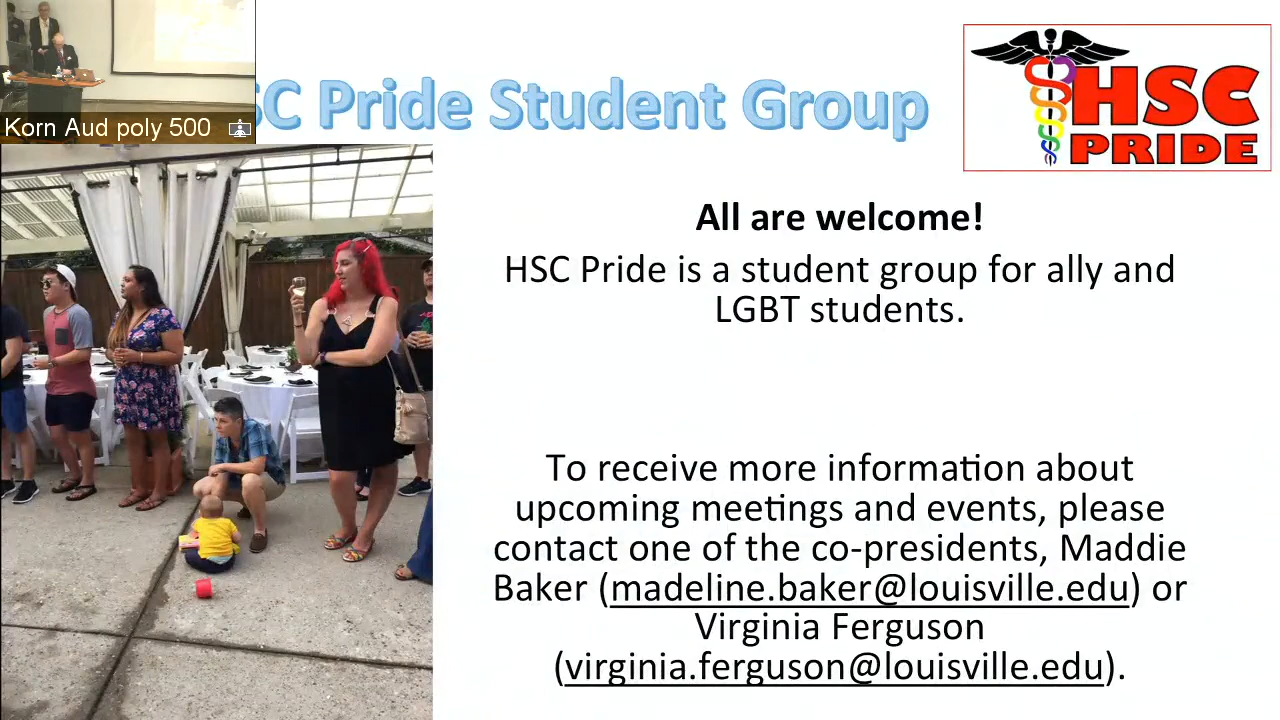 SC Pride Student Group
HSC
PRIDE
Korn Aud poly 500
All are welcome!
HSC Pride is a student group for ally and
LGBT students.
To receive more information about
upcoming meetings and events, please
contact one of the co-presidents, Maddie
Baker (madeline.baker@louisville.edu) or
Virginia Ferguson
(virginia.ferguson@louisville.edu).